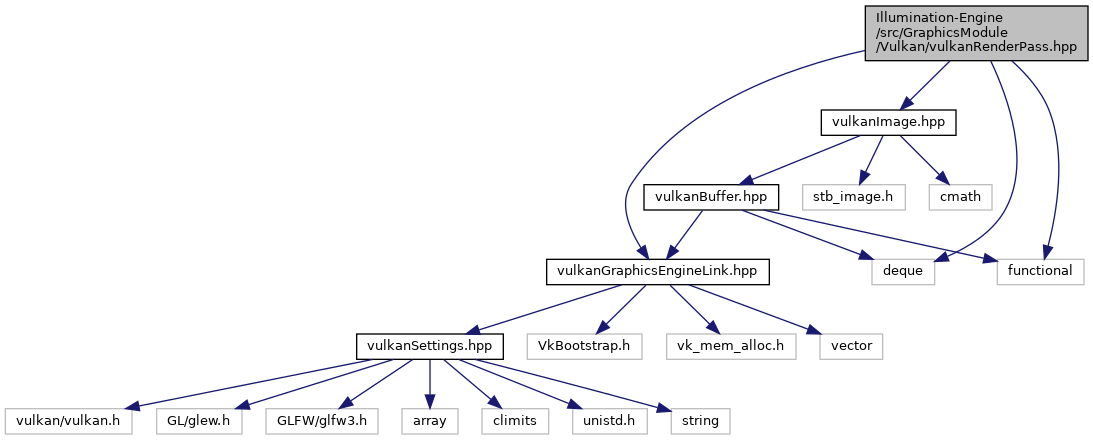 Illumination-Engine
/src/GraphicsModule
/Vulkan/vulkanRenderPass.hpp
vulkanImage.hpp
vulkanBuffer.hpp
stb_image.h
cmath
vulkanGraphicsEngineLink.hpp
deque
functional
vulkanSettings.hpp
VkBootstrap.h
vk_mem_alloc.h
vector
vulkan/vulkan.h
GL/glew.h
GLFW/glfw3.h
array
climits
unistd.h
string